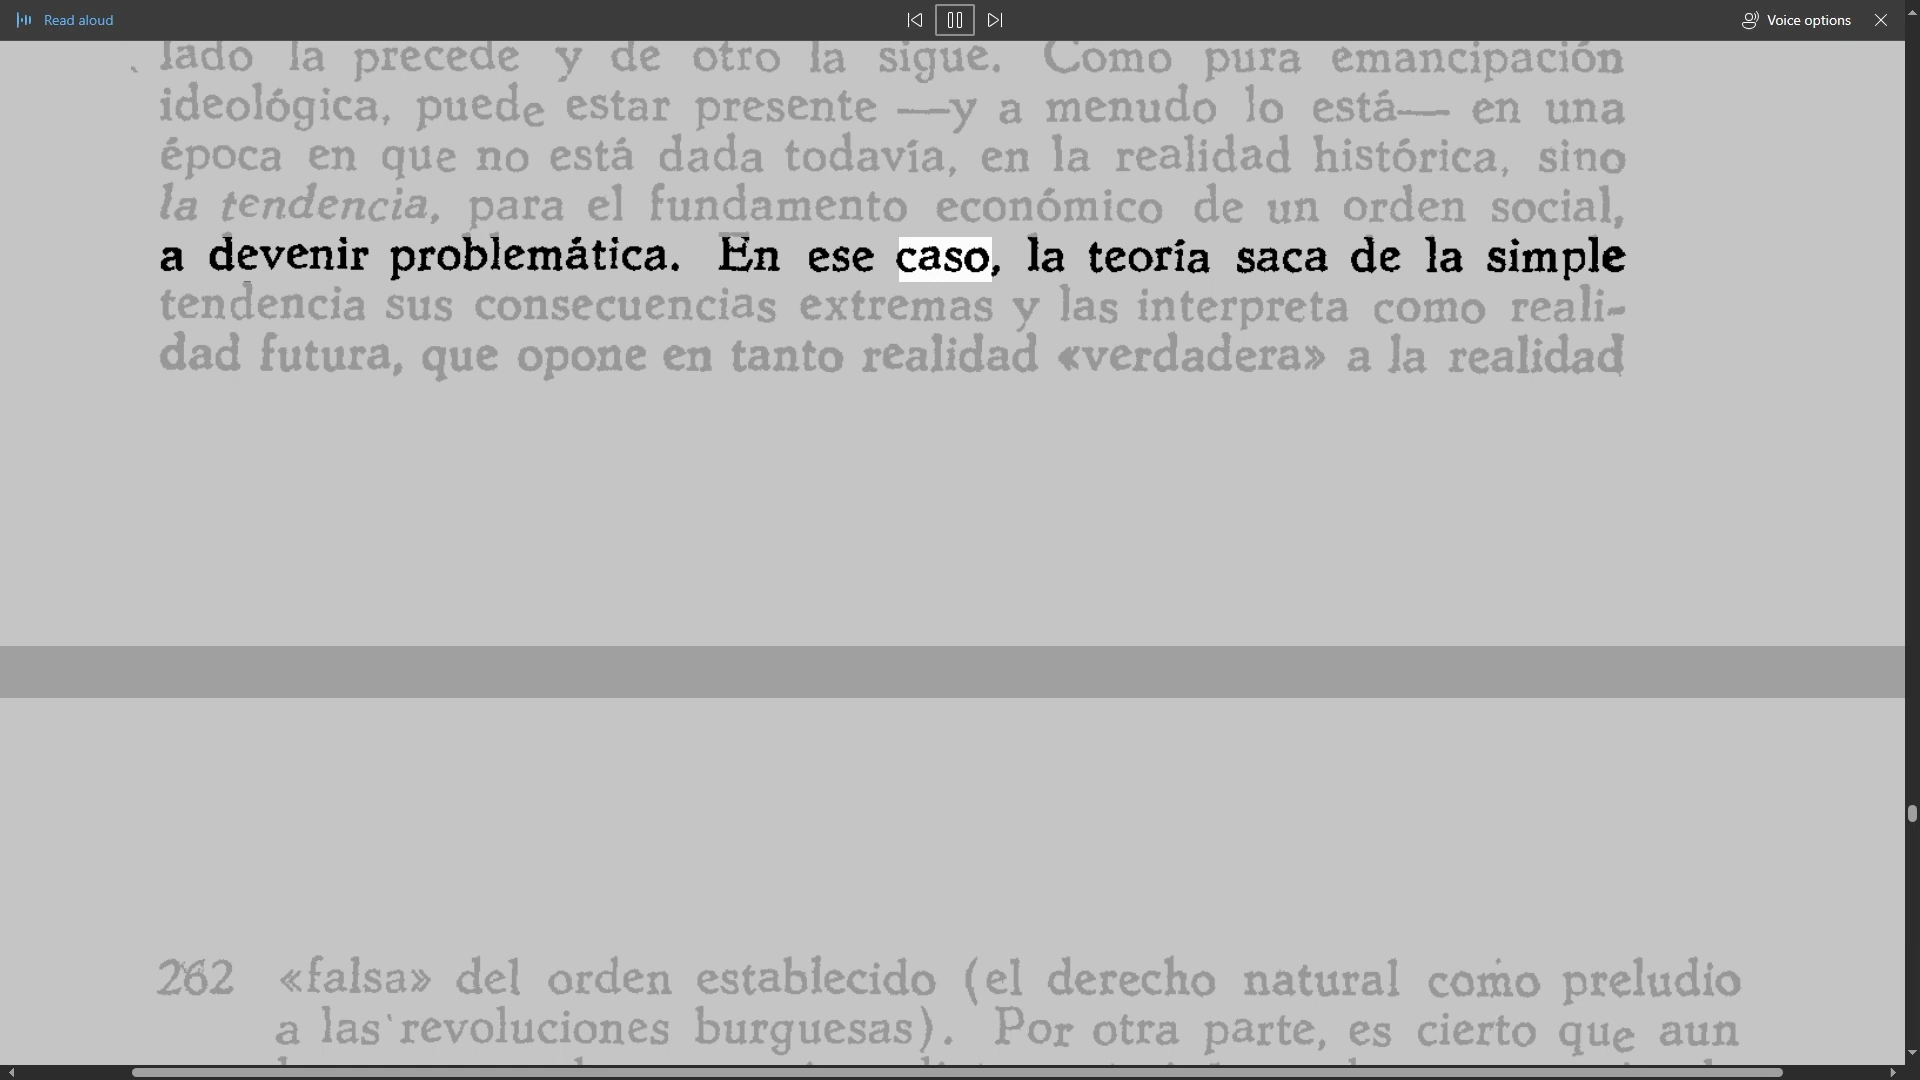 Read aloud
Voice options
lado la precede y de otro la sigue. Como pura emancipación
ideológica, puede estar presente —y a menudo lo está— en una
época en que no está dada todavía, en la realidad histórica, sino
la tendencia, para el fundamento económico de un orden social,
a devenir problemática. En ese caso, la teoría saca de la simple
tendencia sus consecuencias extremas y las interpreta como reali-
dad futura, que opone en tanto realidad «verdadera» a la realidad
262 «falsa» del orden establecido (el derecho natural como preludio
a las revoluciones burguesas). Por otra parte, es cierto que aun